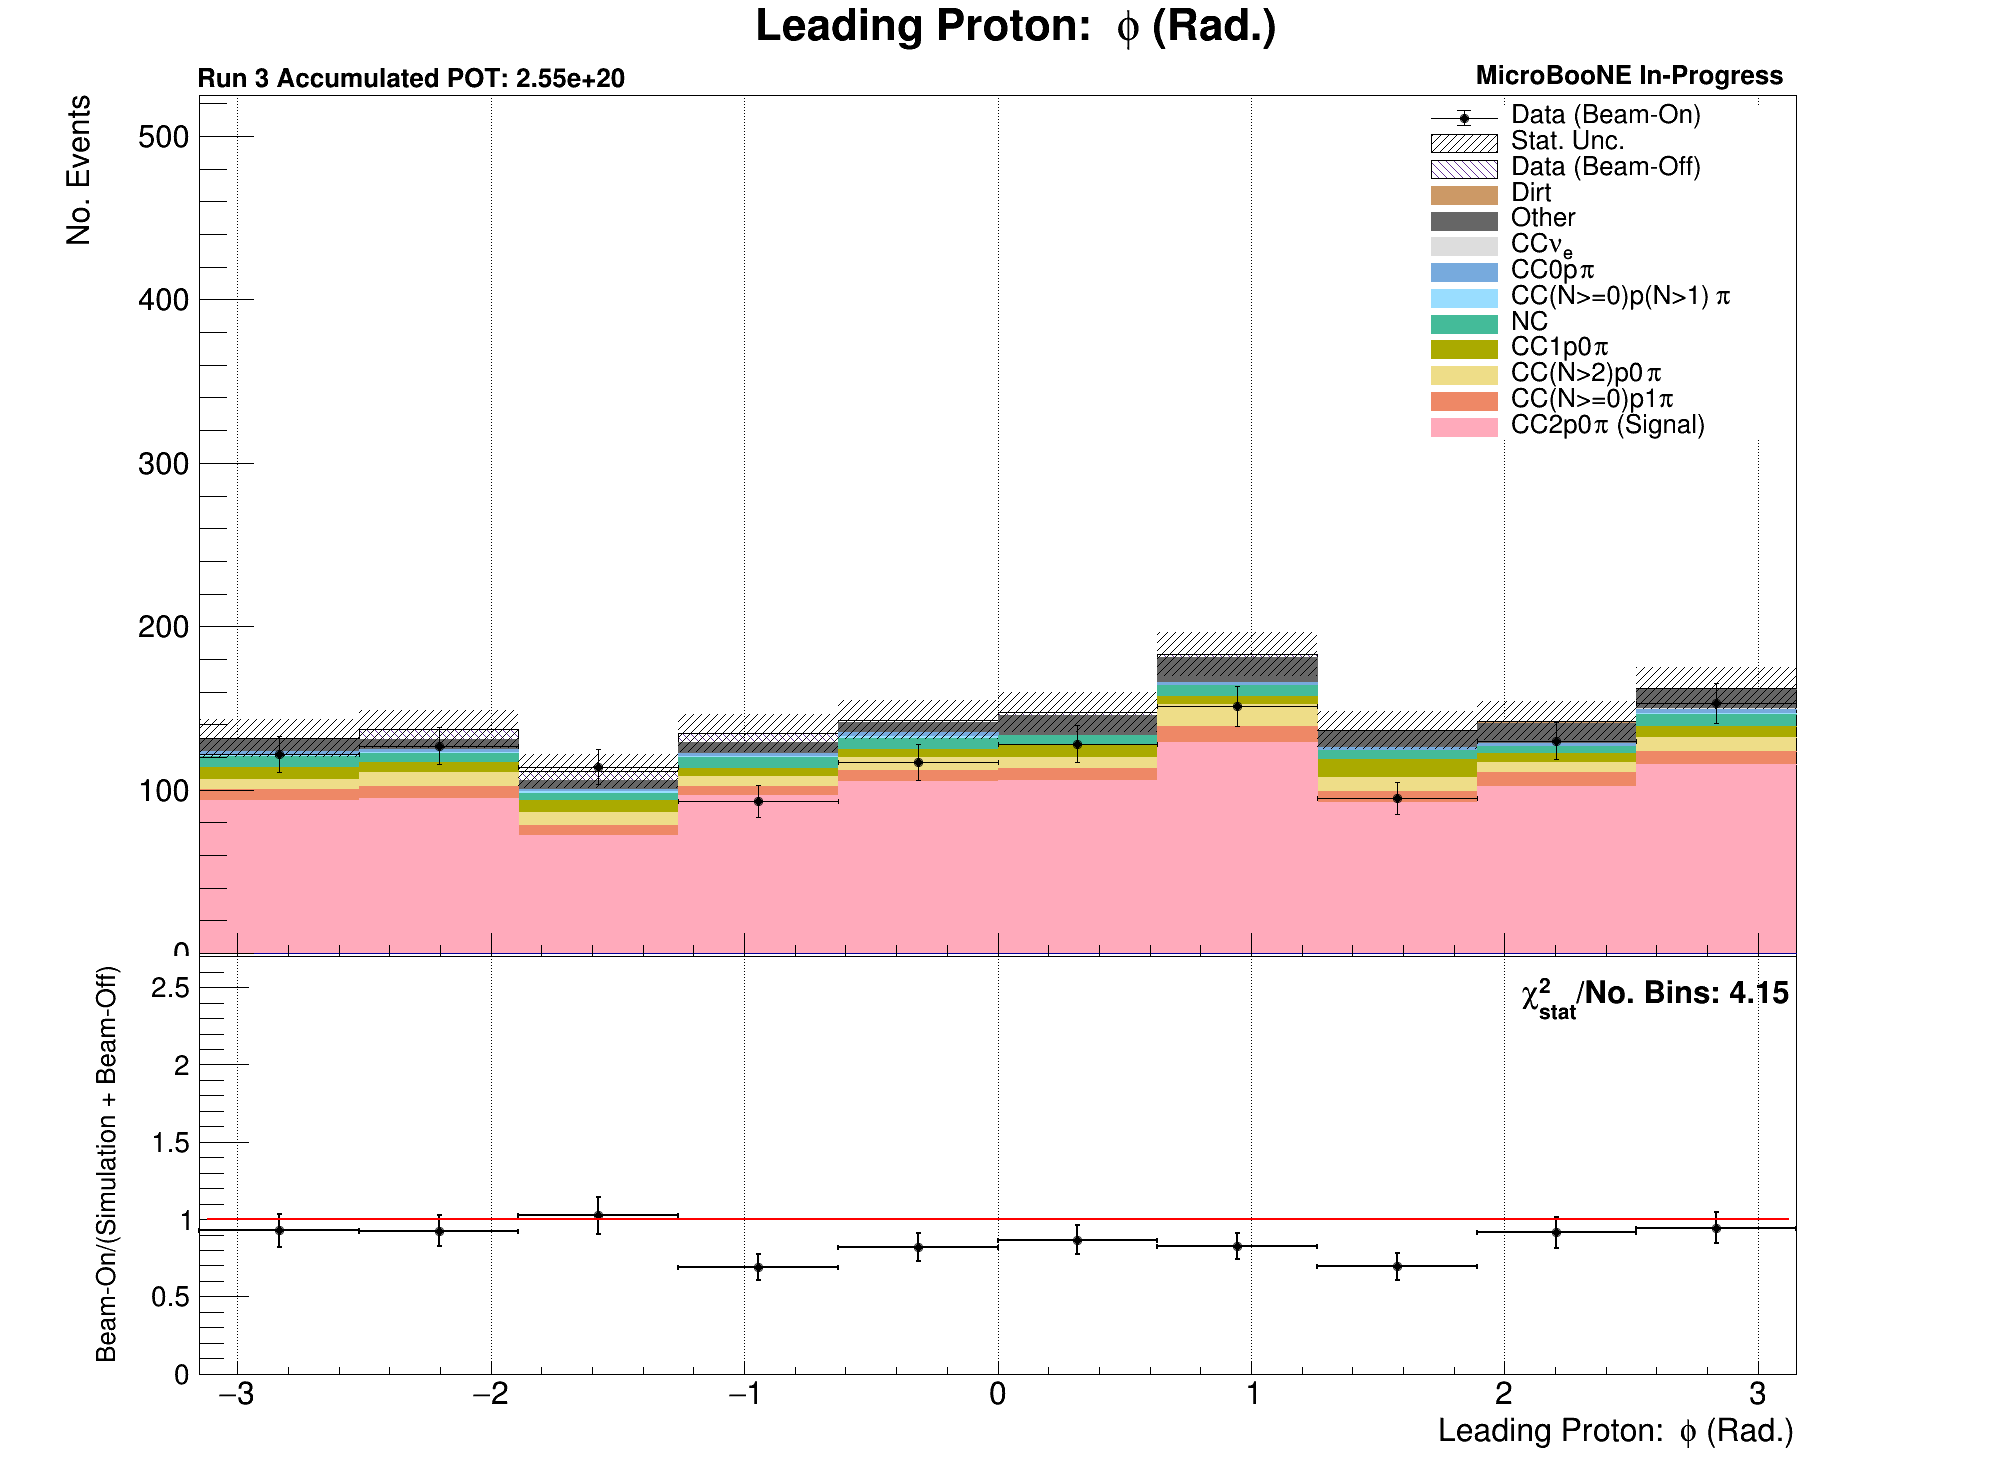 Leading Proton: ϕ (Rad.)
Run 3 Accumulated POT: 2.55e+20
MicroBooNE In-Progress
No. Events
500
400
300
200
100
0
Data (Beam-On)
Stat. Unc.
Data (Beam-Off)
Dirt
Other
CCνe
CC0pπ
CC(N>=0)p(N>1) π
NC
CC1p0π
CC(N>2)p0π
CC(N>=0)p1π
CC2p0π (Signal)
Beam-On/(Simulation + Beam-Off)
2.5
2
1.5
1
0.5
0
χ²stat/No. Bins: 4.15
−3 −2 −1 0 1 2 3
Leading Proton: ϕ (Rad.)